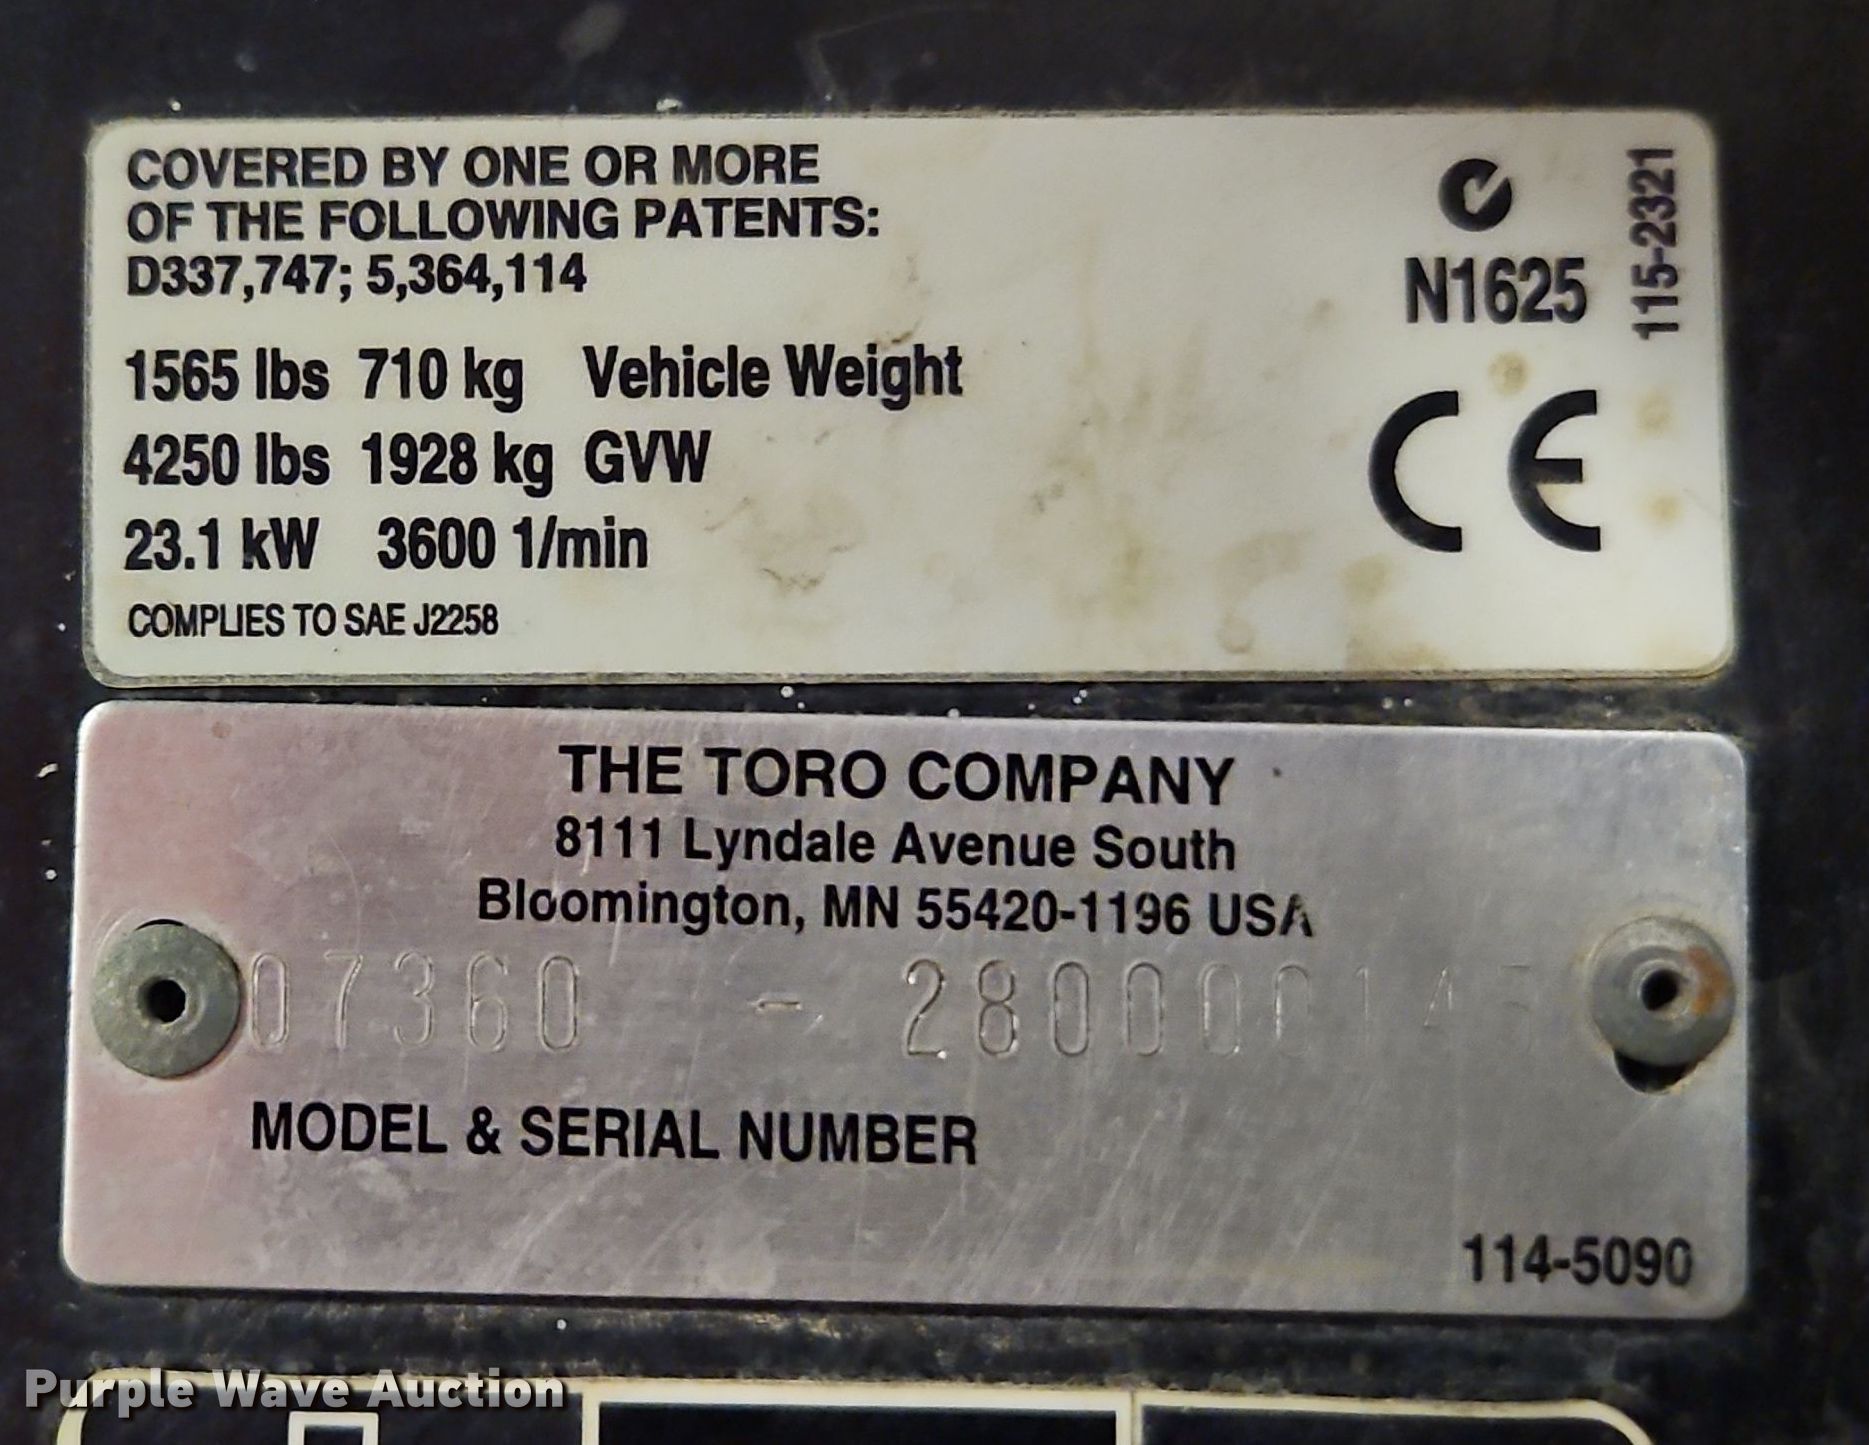 COVERED BY ONE OR MORE
OF THE FOLLOWING PATENTS:
D337,747; 5,364,114
1565 lbs 710 kg Vehicle Weight
4250 lbs 1928 kg GVW
23.1 kW 3600 1/min
COMPLIES TO SAE J2258
N1625
115-2321
CE
THE TORO COMPANY
8111 Lyndale Avenue South
Bloomington, MN 55420-1196 USA
07360 - 280000145
MODEL & SERIAL NUMBER
114-5090
Purple Wave Auction